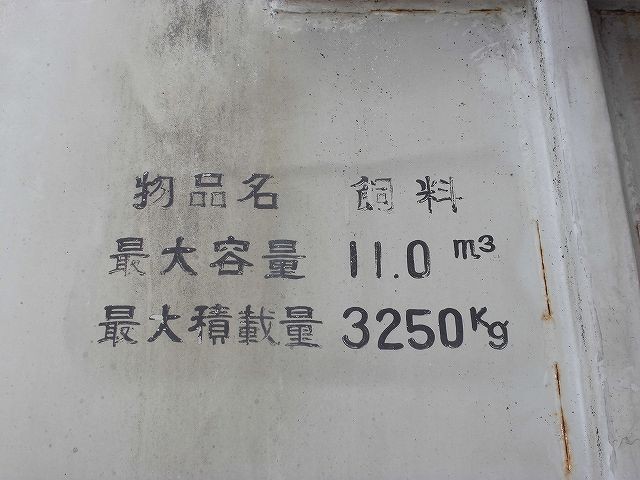 物品名 飼料
最大容量 11.0 m³
最大積載量 3250Kg